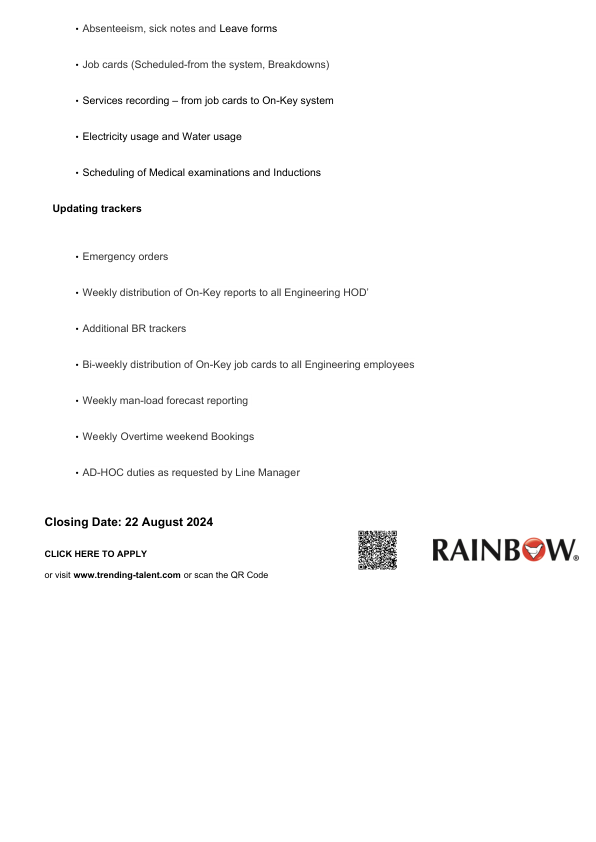 • Absenteeism, sick notes and Leave forms
• Job cards (Scheduled-from the system, Breakdowns)
• Services recording – from job cards to On-Key system
• Electricity usage and Water usage
• Scheduling of Medical examinations and Inductions
Updating trackers
• Emergency orders
• Weekly distribution of On-Key reports to all Engineering HOD’
• Additional BR trackers
• Bi-weekly distribution of On-Key job cards to all Engineering employees
• Weekly man-load forecast reporting
• Weekly Overtime weekend Bookings
• AD-HOC duties as requested by Line Manager
Closing Date: 22 August 2024
CLICK HERE TO APPLY
or visit www.trending-talent.com or scan the QR Code
RAINBOW®